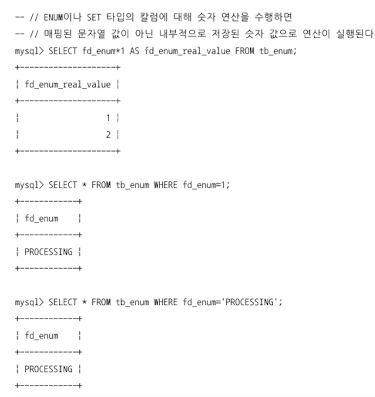 -- // ENUM이나 SET 타입의 칼럼에 대해 숫자 연산을 수행하면
-- // 매핑된 문자열 값이 아닌 내부적으로 저장된 숫자 값으로 연산이 실행된다
mysql> SELECT fd_enum*1 AS fd_enum_real_value FROM tb_enum;
+--------------------+
| fd_enum_real_value |
+--------------------+
|                  1 |
|                  2 |
+--------------------+
mysql> SELECT * FROM tb_enum WHERE fd_enum=1;
+------------+
| fd_enum    |
+------------+
| PROCESSING |
+------------+
mysql> SELECT * FROM tb_enum WHERE fd_enum='PROCESSING';
+------------+
| fd_enum    |
+------------+
| PROCESSING |
+------------+